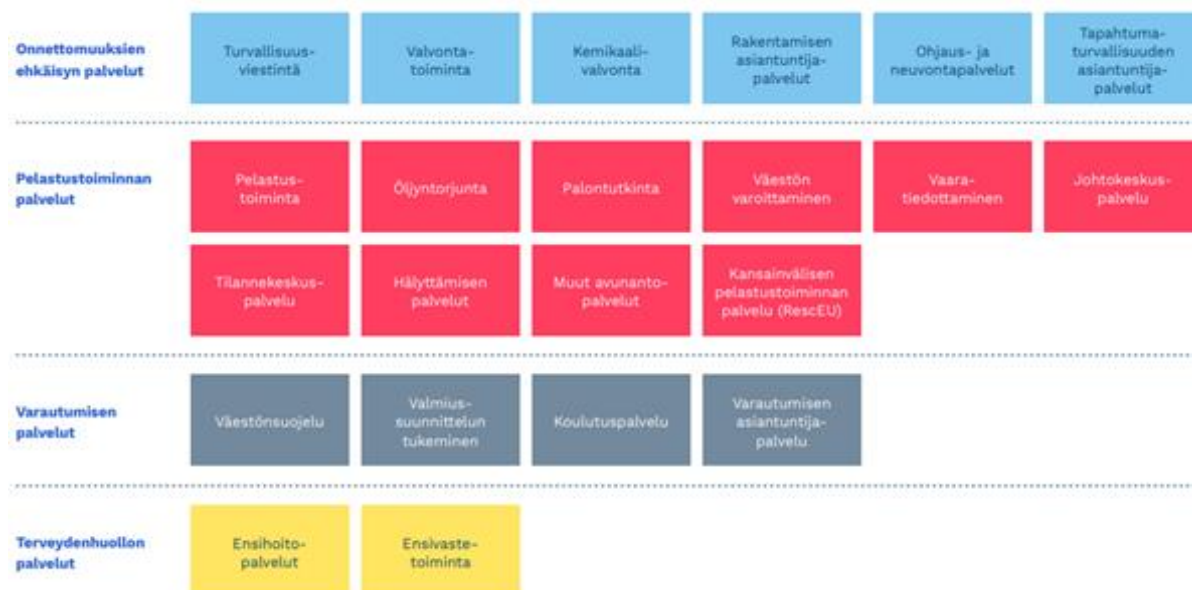 Onnettomuuksien
ehkäisyn palvelut
Turvallisuus-
viestintä
Valvonta-
toiminta
Kemikaali-
valvonta
Rakentamisen
asiantuntija-
palvelut
Ohjaus- ja
neuvontapalvelut
Tapahtuma-
turvallisuuden
asiantuntija-
palvelut
Pelastustoiminnan
palvelut
Pelastus-
toiminta
Öljyntorjunta
Palontutkinta
Väestön
varoittaminen
Vaara-
tiedottaminen
Johtokeskus-
palvelu
Tilannekeskus-
palvelu
Hälyttämisen
palvelut
Muut avunanto-
palvelut
Kansainvälisen
pelastustoiminnan
palvelu (RescEU)
Varautumisen
palvelut
Väestönsuojelu
Valmius-
suunnittelun
tukeminen
Koulutuspalvelu
Varautumisen
asiantuntija-
palvelu
Terveydenhuollon
palvelut
Ensihoito-
palvelut
Ensivaste-
toiminta